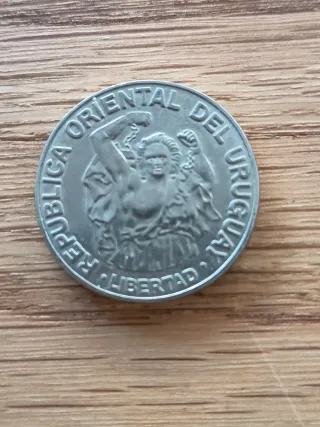 REPUBLICA ORIENTAL DEL URUGUAY
· LIBERTAD ·